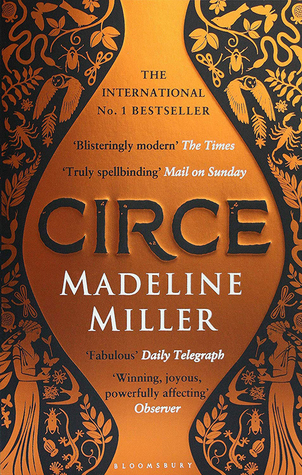 THE
INTERNATIONAL
No. 1 BESTSELLER
‘Blisteringly modern’ The Times
‘Truly spellbinding’ Mail on Sunday
CIRCE
MADELINE
MILLER
‘Fabulous’ Daily Telegraph
‘Winning, joyous,
powerfully affecting’
Observer
BLOOMSBURY